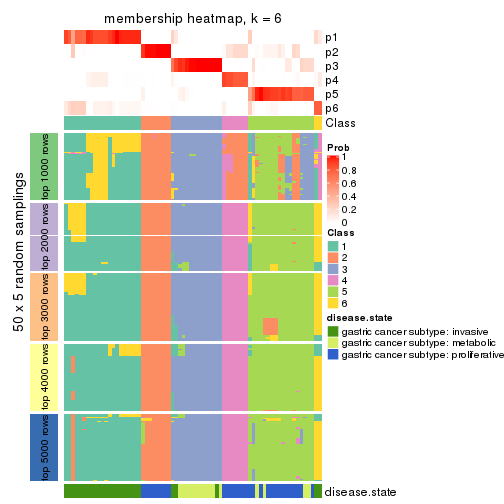 membership heatmap, k = 6
p1
p2
p3
p4
p5
p6
Class
50 x 5 random samplings
top 1000 rows
top 2000 rows
top 3000 rows
top 4000 rows
top 5000 rows
Prob
1
0.8
0.6
0.4
0.2
0
Class
1
2
3
4
5
6
disease.state
gastric cancer subtype: invasive
gastric cancer subtype: metabolic
gastric cancer subtype: proliferative
disease.state